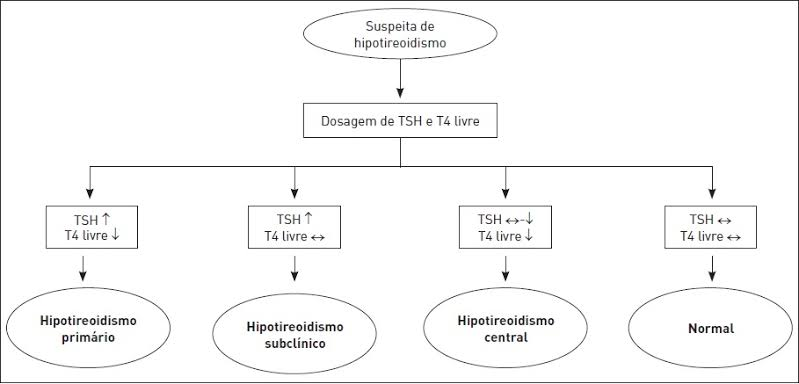 Suspeita de
hipotireoidismo
Dosagem de TSH e T4 livre
TSH ↑
T4 livre ↓
TSH ↑
T4 livre ↔
TSH ↔-↓
T4 livre ↓
TSH ↔
T4 livre ↔
Hipotireoidismo
primário
Hipotireoidismo
subclínico
Hipotireoidismo
central
Normal